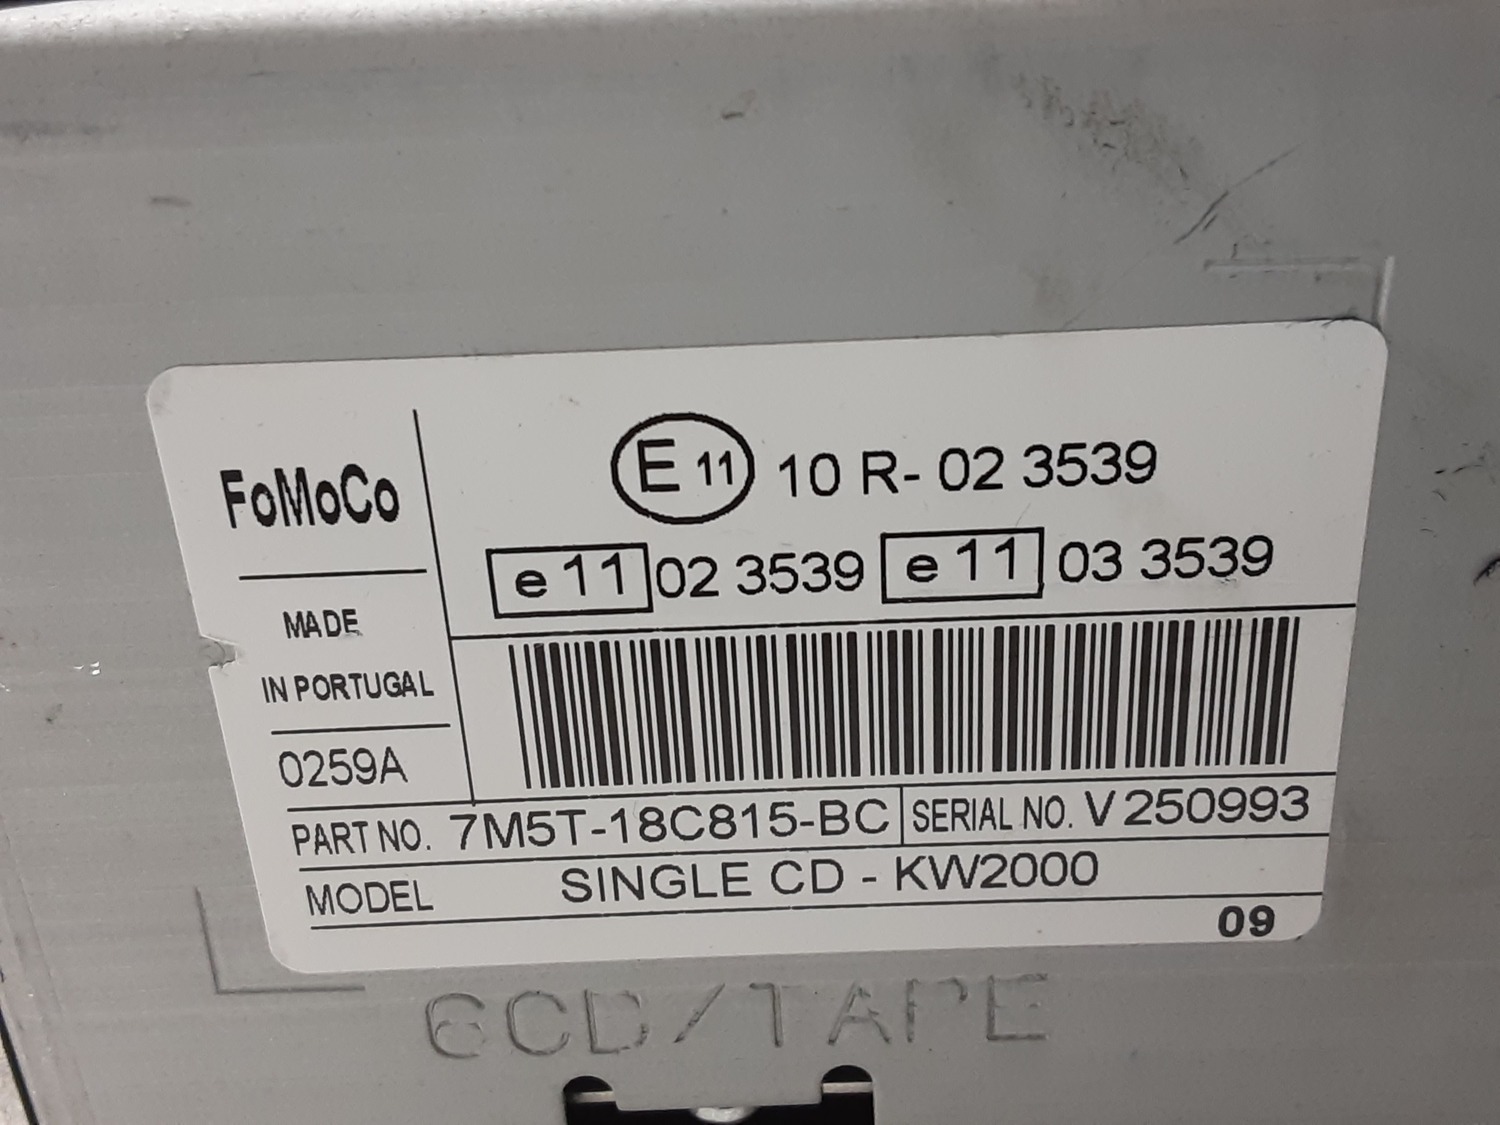 FoMoCo
MADE
IN PORTUGAL
0259A
E 11 10 R- 02 3539
e 11 02 3539 e 11 03 3539
PART NO. 7M5T-18C815-BC SERIAL NO. V250993
MODEL SINGLE CD - KW2000
09
6CD/TAPE